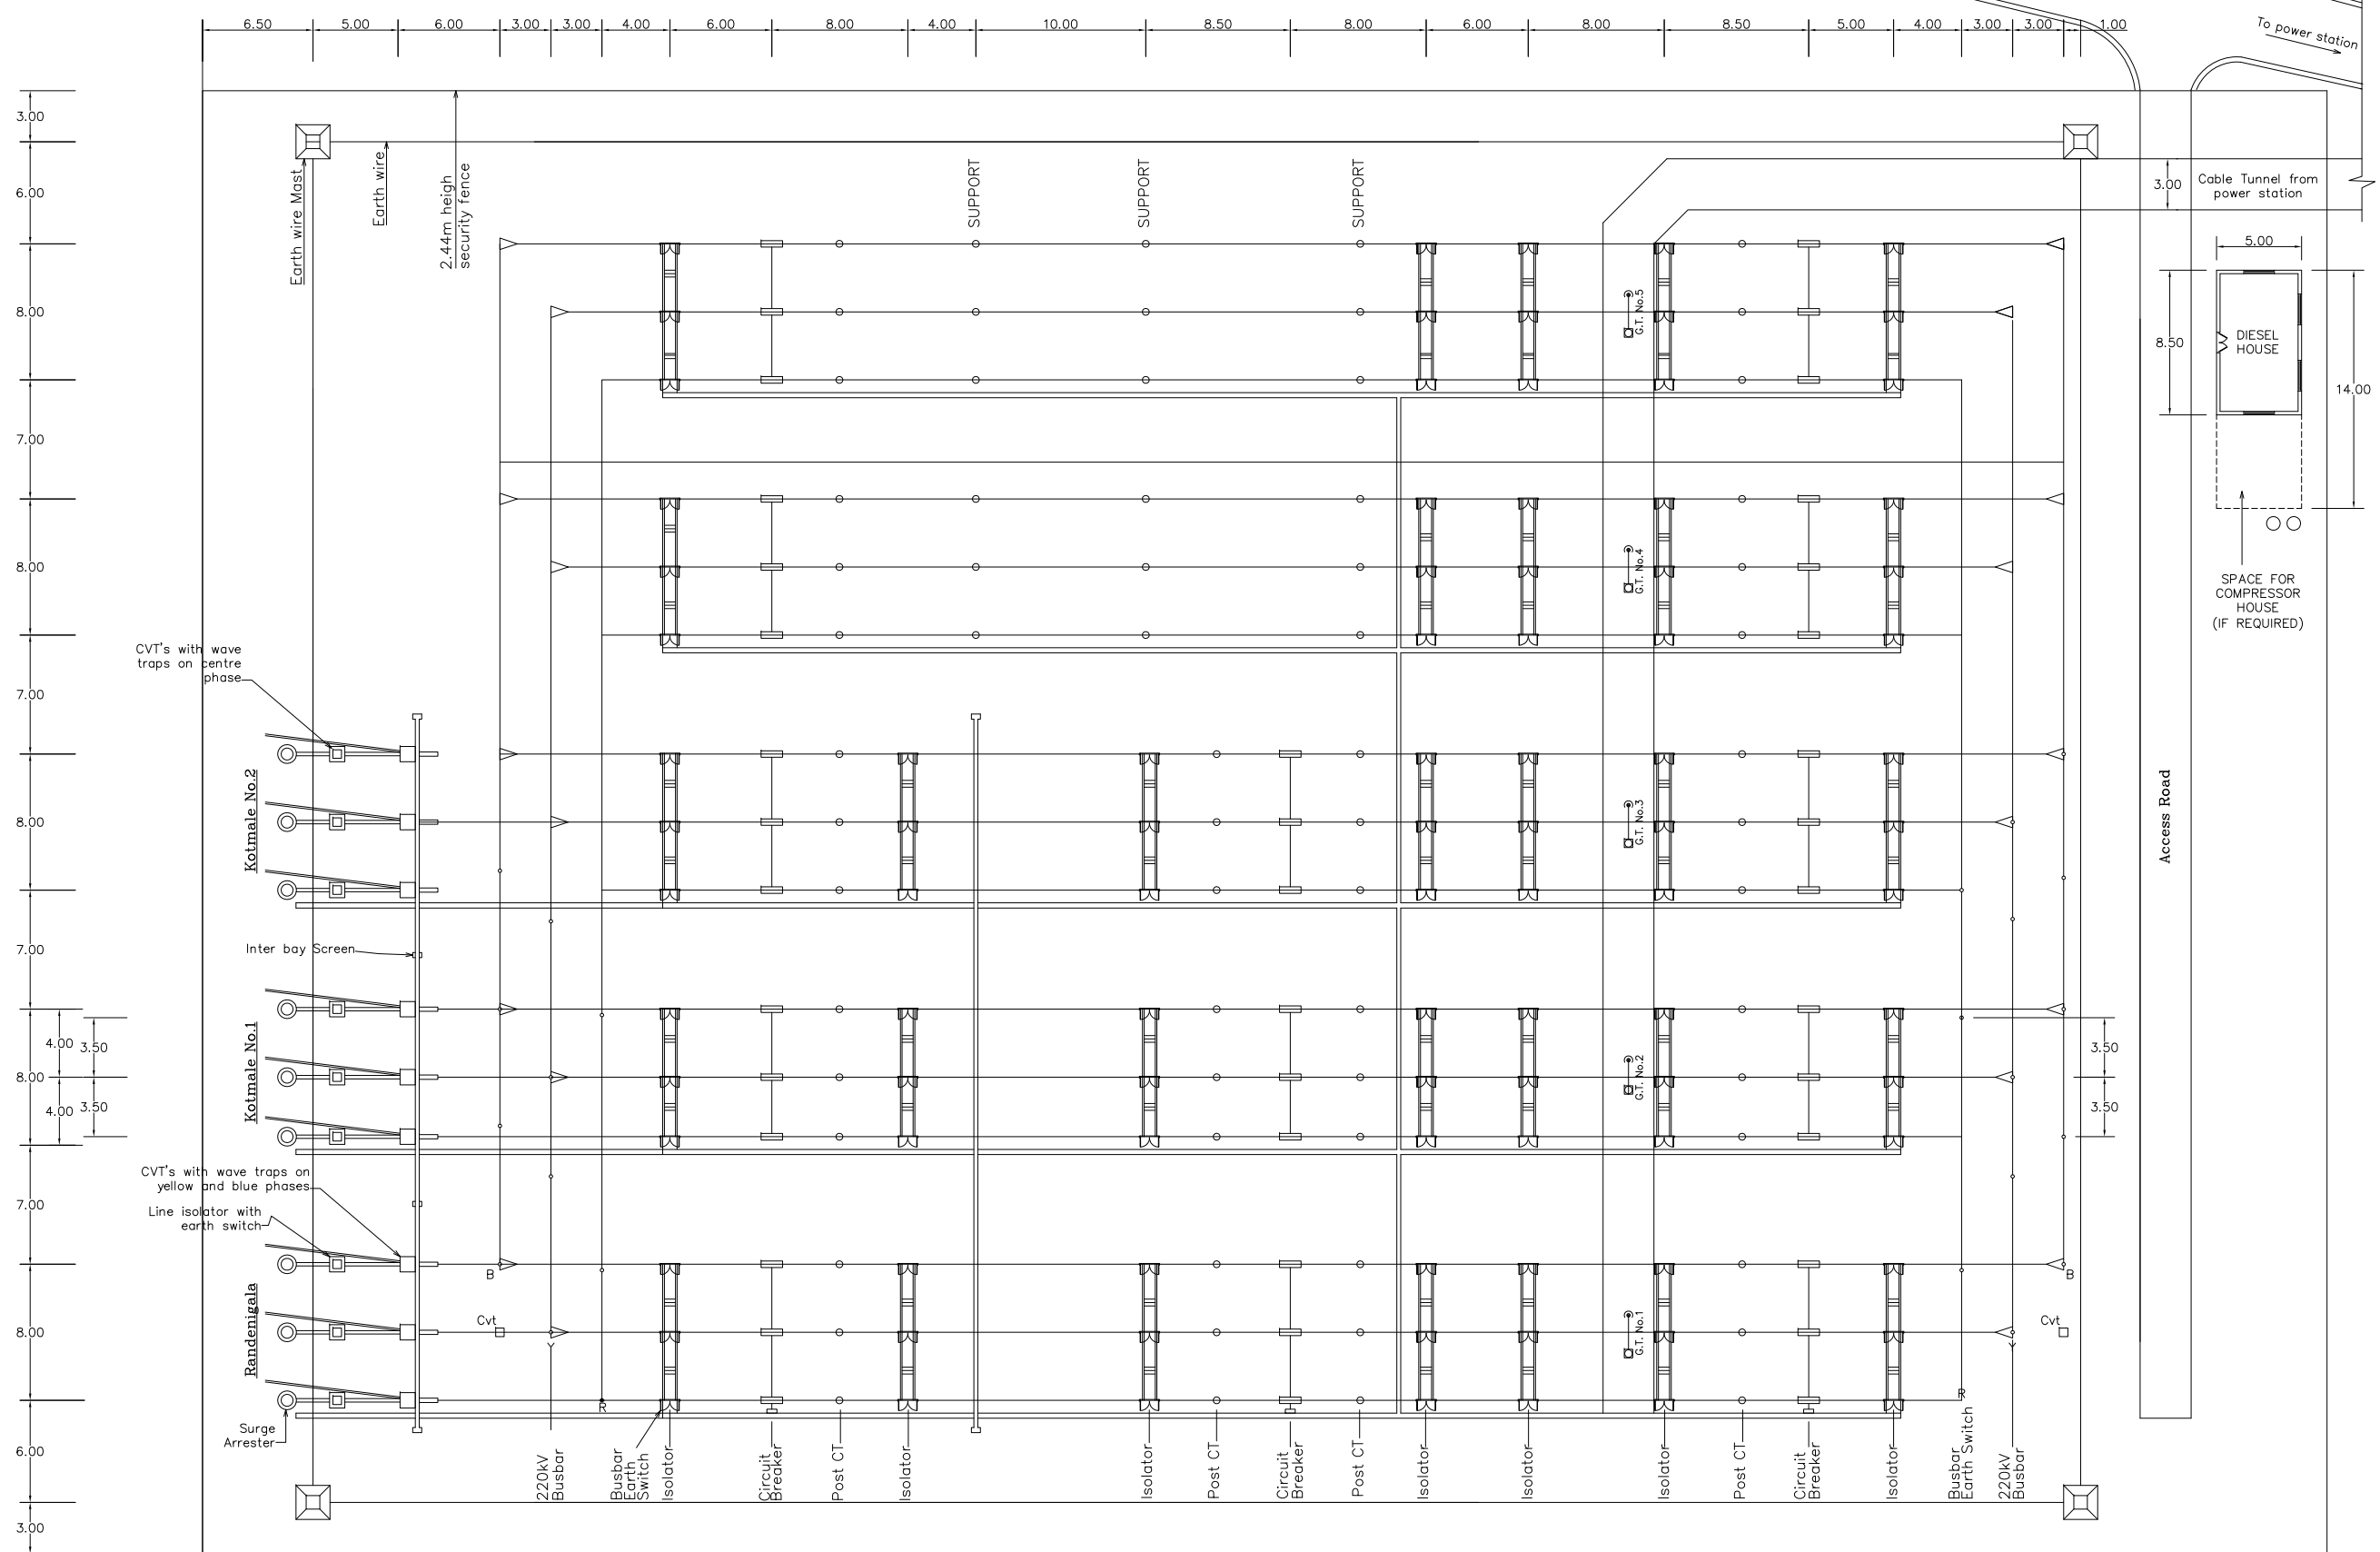 6.50 5.00 6.00 3.00 3.00 4.00 6.00 8.00 4.00 10.00 8.50 8.00 6.00 8.00 8.50 5.00 4.00 3.00 3.00 1.00
To power station
3.00
6.00
8.00
7.00
8.00
7.00
8.00
7.00
8.00
7.00
8.00
6.00
3.00
Earth wire Mast
Earth wire
2.44m heigh
security fence
SUPPORT
SUPPORT
SUPPORT
3.00
Cable Tunnel from
power station
5.00
8.50
DIESEL
HOUSE
14.00
SPACE FOR
COMPRESSOR
HOUSE
(IF REQUIRED)
G.T. No.5
G.T. No.4
G.T. No.3
G.T. No.2
G.T. No.1
CVT's with wave
traps on centre
phase
Kotmale No.2
Inter bay Screen
Access Road
4.00
3.50
4.00
3.50
Kotmale No.1
3.50
3.50
CVT's with wave traps on
yellow and blue phases
Line isolator with
earth switch
Randenigala
B
B
Cvt
Cvt
Y
Y
R
R
Surge
Arrester
220kV
Busbar
Busbar
Earth
Switch
Isolator
Circuit
Breaker
Post CT
Isolator
Isolator
Post CT
Circuit
Breaker
Post CT
Isolator
Isolator
Isolator
Post CT
Circuit
Breaker
Isolator
Busbar
Earth Switch
220kV
Busbar